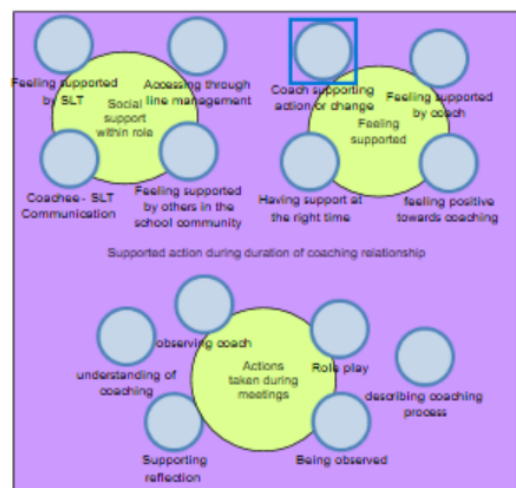 Feeling supported
by SLT
Accessing through
line management
Social
support
within role
Coachee - SLT
Communication
Feeling supported
by others in the
school community
Coach supporting
action or change
Feeling supported
by coach
Feeling
supported
Having support at
the right time
feeling positive
towards coaching
Supported action during duration of coaching relationship
observing coach
understanding of
coaching
Actions
taken during
meetings
Role play
describing coaching
process
Supporting
reflection
Being observed